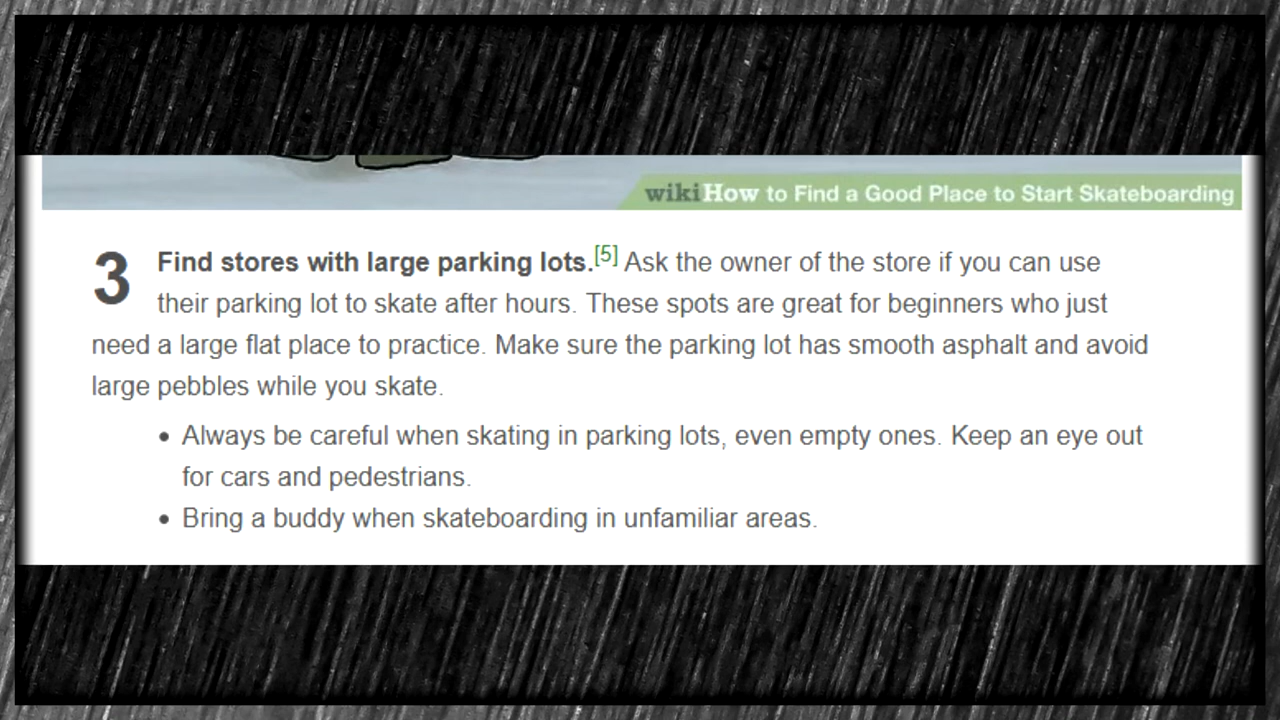 wikiHow to Find a Good Place to Start Skateboarding
3 Find stores with large parking lots.[5] Ask the owner of the store if you can use
their parking lot to skate after hours. These spots are great for beginners who just
need a large flat place to practice. Make sure the parking lot has smooth asphalt and avoid
large pebbles while you skate.
• Always be careful when skating in parking lots, even empty ones. Keep an eye out
for cars and pedestrians.
• Bring a buddy when skateboarding in unfamiliar areas.